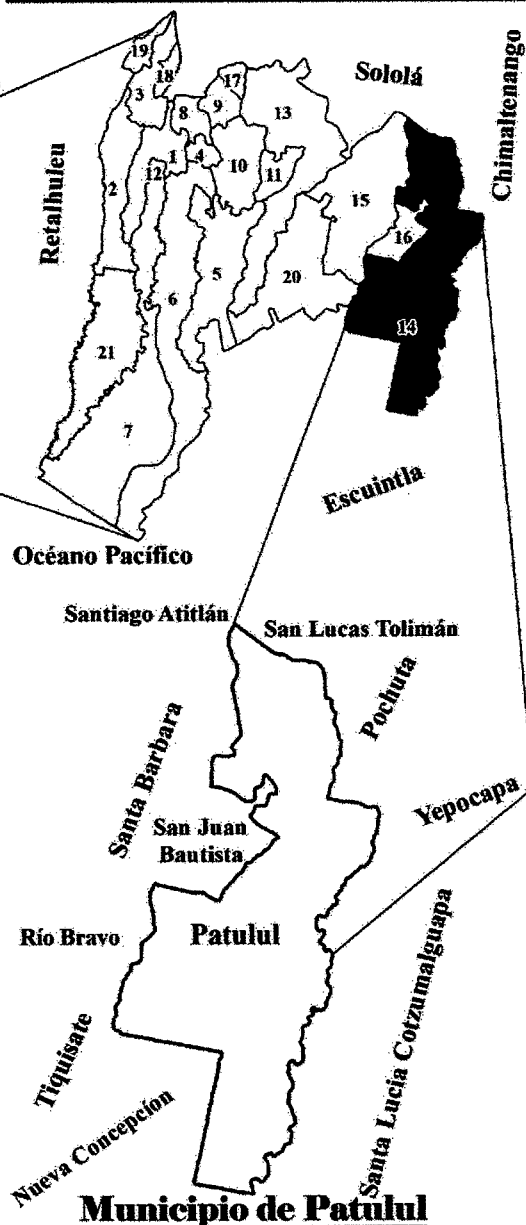 19
18
17
Sololá
3
9
8
13
Chimaltenango
Retalhuleu
1
4
2
12
10
11
15
16
6
5
20
14
21
7
Escuintla
Océano Pacífico
Santiago Atitlán
San Lucas Tolimán
Pochuta
Santa Barbara
Yepocapa
San Juan
Bautista
Río Bravo
Patulul
Santa Lucia Cotzumalguapa
Tiquisate
Nueva Concepcíon
Municipio de Patulul